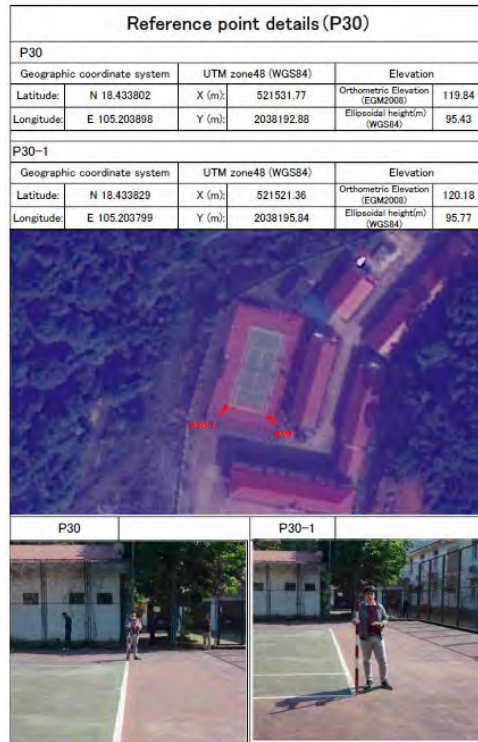 Reference point details (P30)
P30
Geographic coordinate system UTM zone48 (WGS84) Elevation
Latitude: N 18.433802 X (m): 521531.77 Orthometric Elevation (EGM2008) 119.84
Longitude: E 105.203898 Y (m): 2038192.88 Ellipsoidal height(m) (WGS84) 95.43
P30-1
Geographic coordinate system UTM zone48 (WGS84) Elevation
Latitude: N 18.433829 X (m): 521521.36 Orthometric Elevation (EGM2008) 120.18
Longitude: E 105.203799 Y (m): 2038195.84 Ellipsoidal height(m) (WGS84) 95.77
P30-1
P30
P30 P30-1